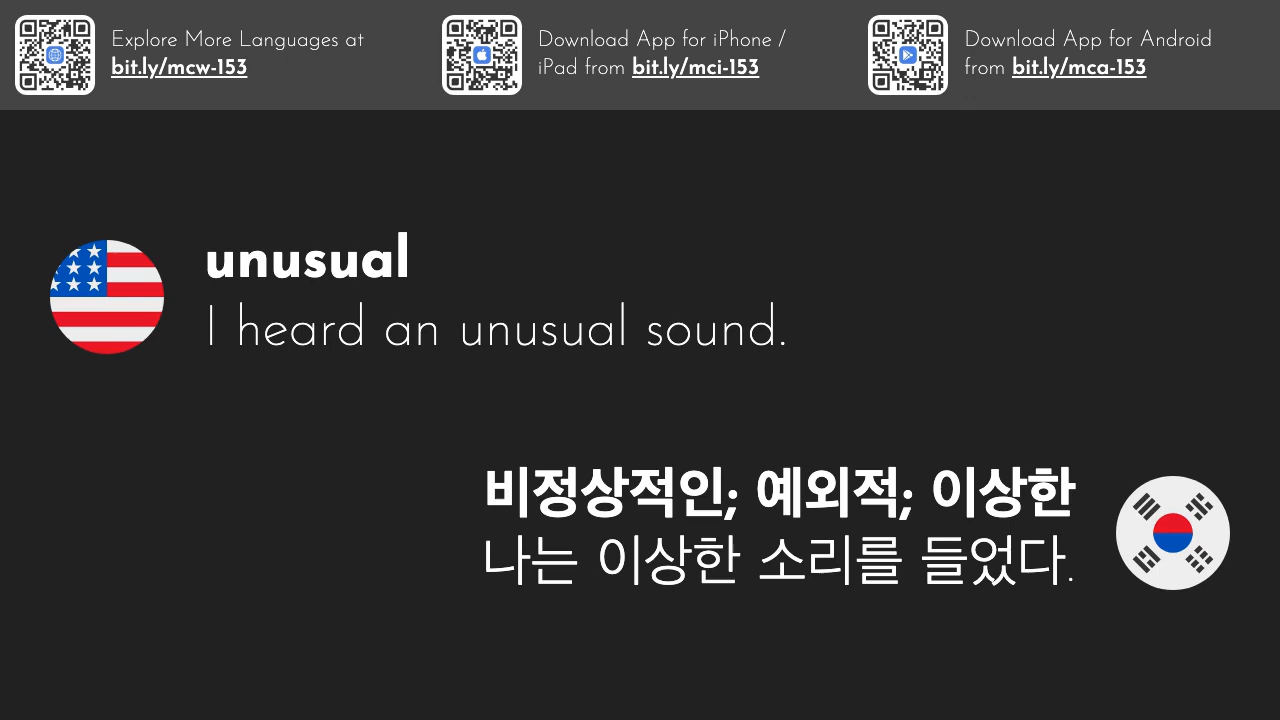 Explore More Languages at
bit.ly/mcw-153
Download App for iPhone /
iPad from bit.ly/mci-153
Download App for Android
from bit.ly/mca-153
unusual
I heard an unusual sound.
비정상적인; 예외적; 이상한
나는 이상한 소리를 들었다.